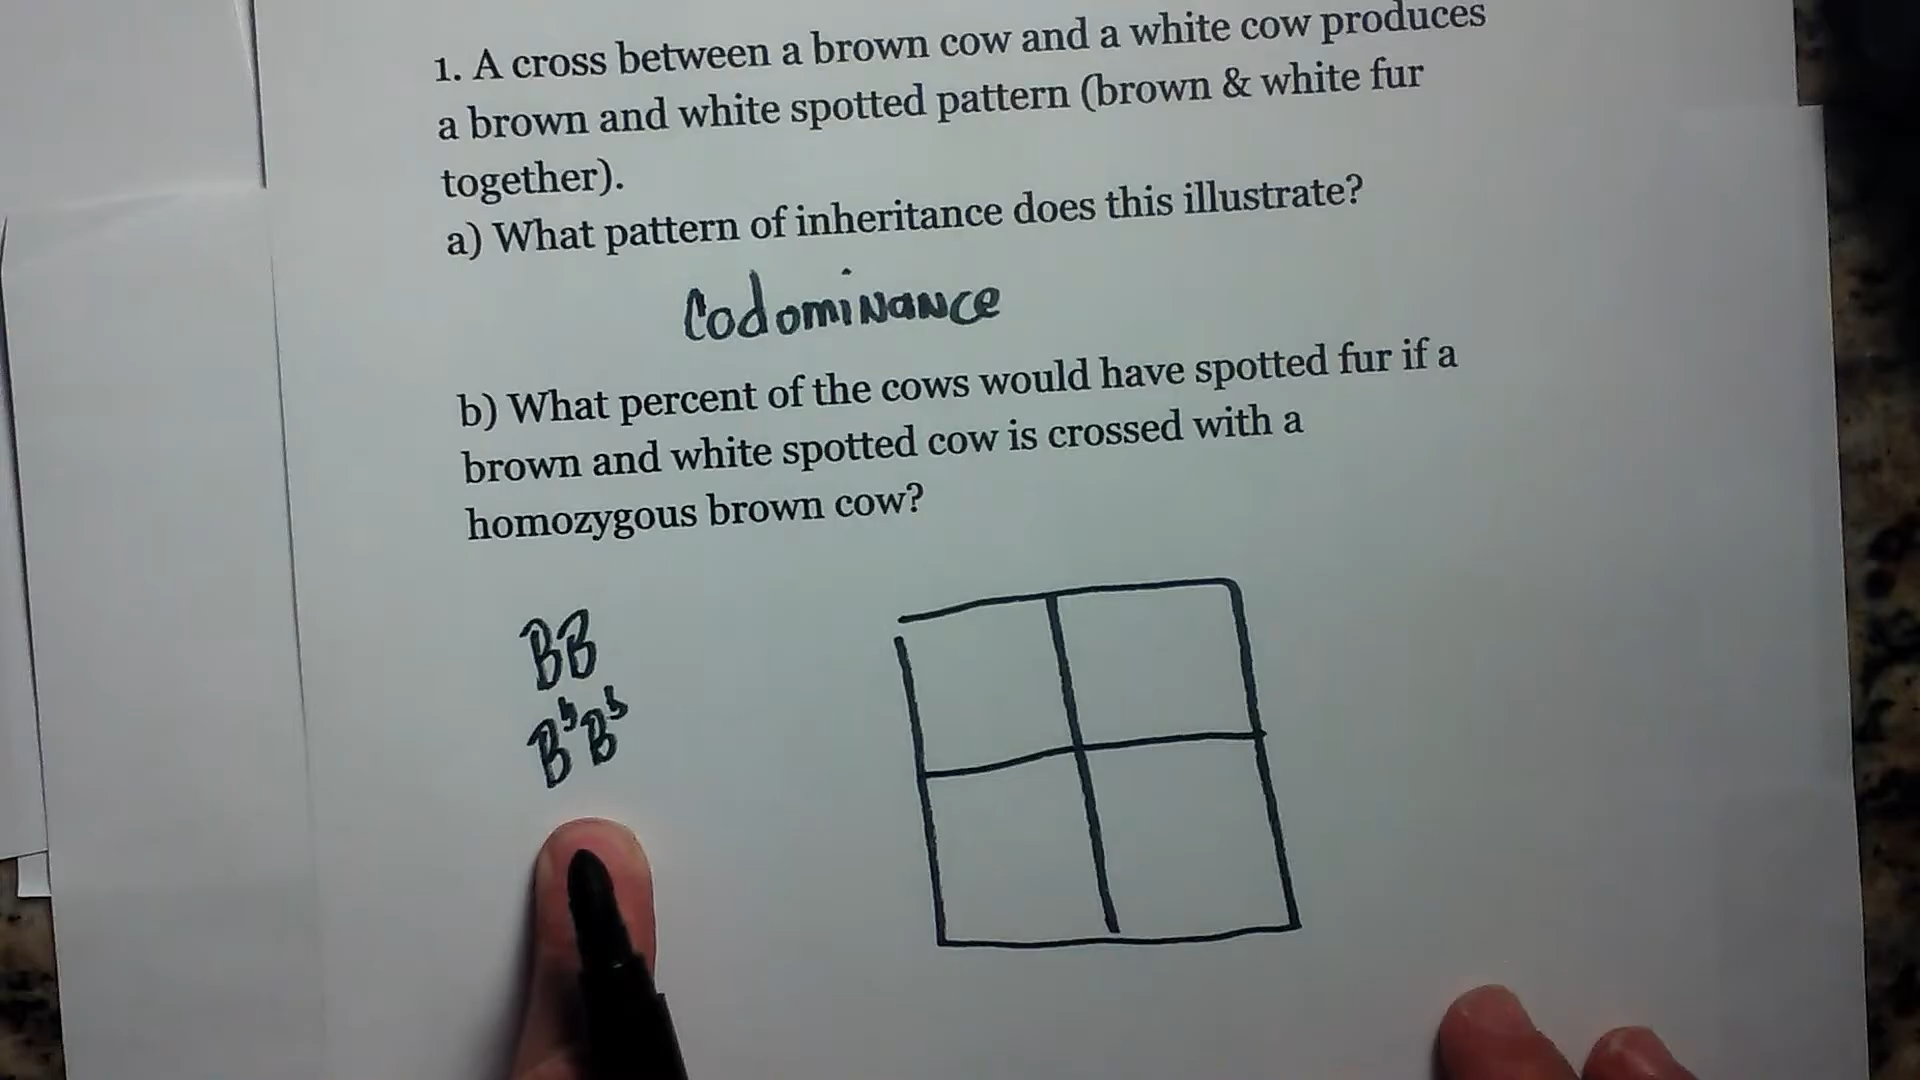 1. A cross between a brown cow and a white cow produces
a brown and white spotted pattern (brown & white fur
together).
a) What pattern of inheritance does this illustrate?
Codominance
b) What percent of the cows would have spotted fur if a
brown and white spotted cow is crossed with a
homozygous brown cow?
BB
BᵇBᵇ